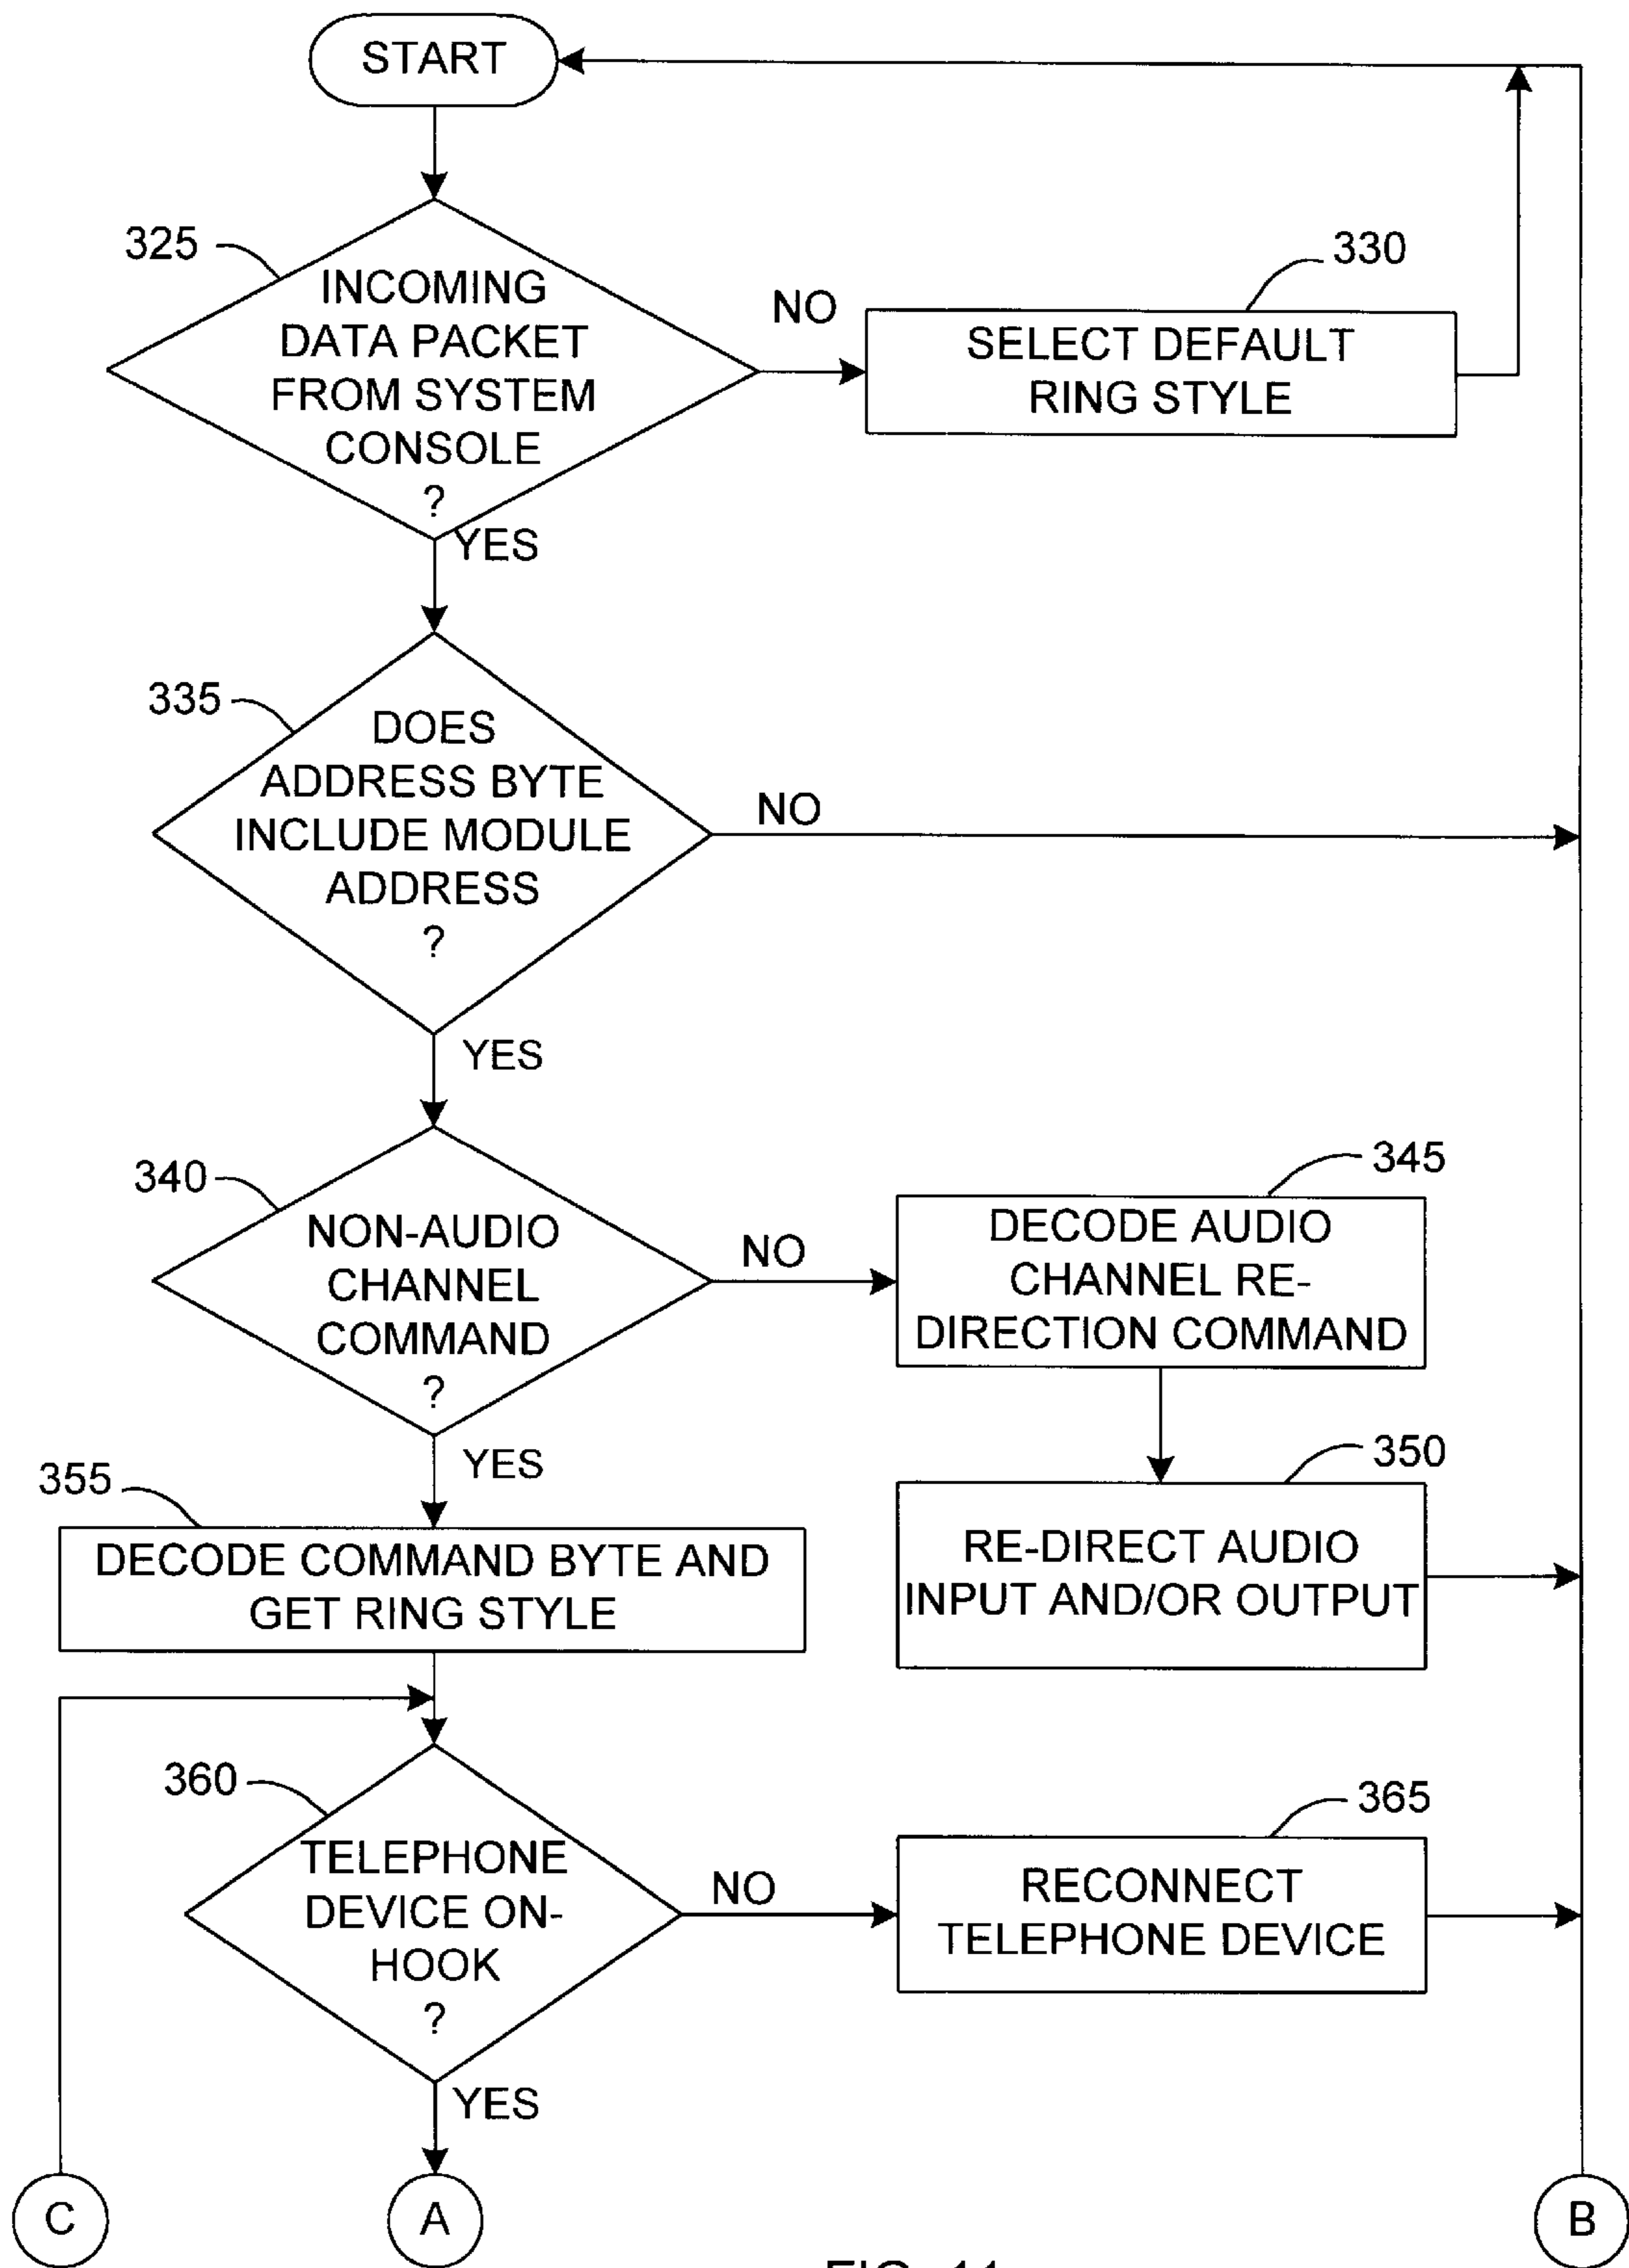 START
325
INCOMING
DATA PACKET
FROM SYSTEM
CONSOLE
?
NO
330
SELECT DEFAULT
RING STYLE
YES
335
DOES
ADDRESS BYTE
INCLUDE MODULE
ADDRESS
?
NO
YES
340
NON-AUDIO
CHANNEL
COMMAND
?
NO
345
DECODE AUDIO
CHANNEL RE-
DIRECTION COMMAND
YES
350
RE-DIRECT AUDIO
INPUT AND/OR OUTPUT
355
DECODE COMMAND BYTE AND
GET RING STYLE
360
TELEPHONE
DEVICE ON-
HOOK
?
NO
365
RECONNECT
TELEPHONE DEVICE
YES
C
A
B
FIG. 11